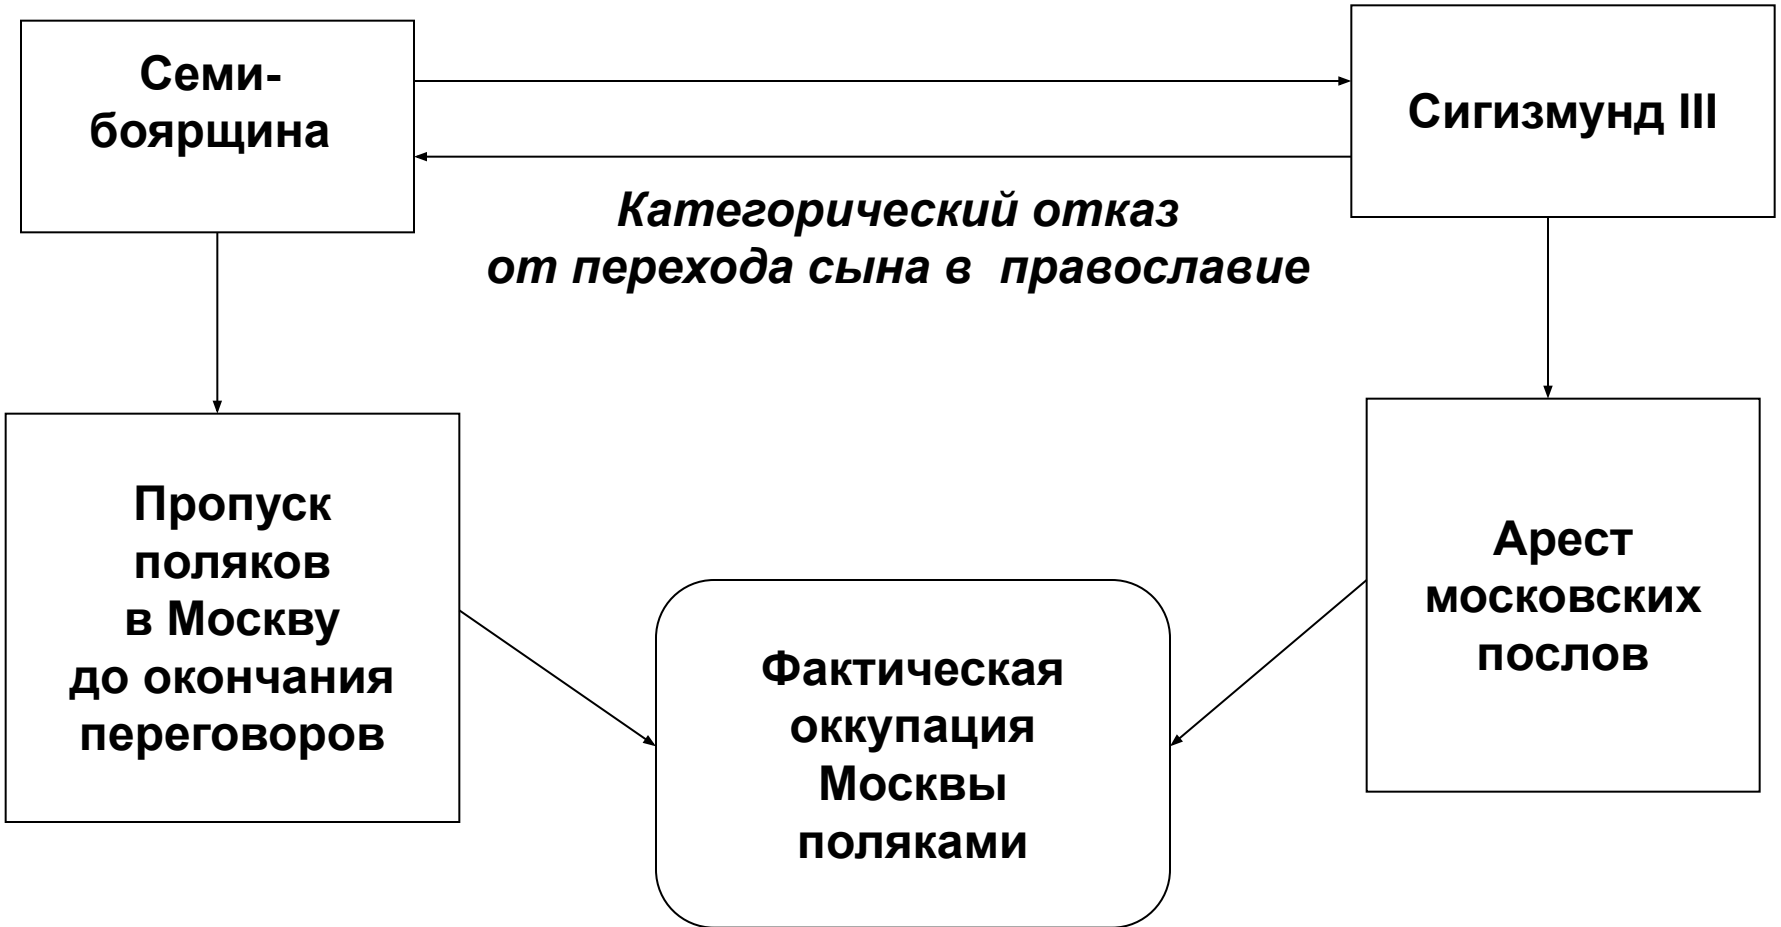 Семи-
боярщина
Сигизмунд III
Категорический отказ
от перехода сына в православие
Пропуск
поляков
в Москву
до окончания
переговоров
Арест
московских
послов
Фактическая
оккупация
Москвы
поляками